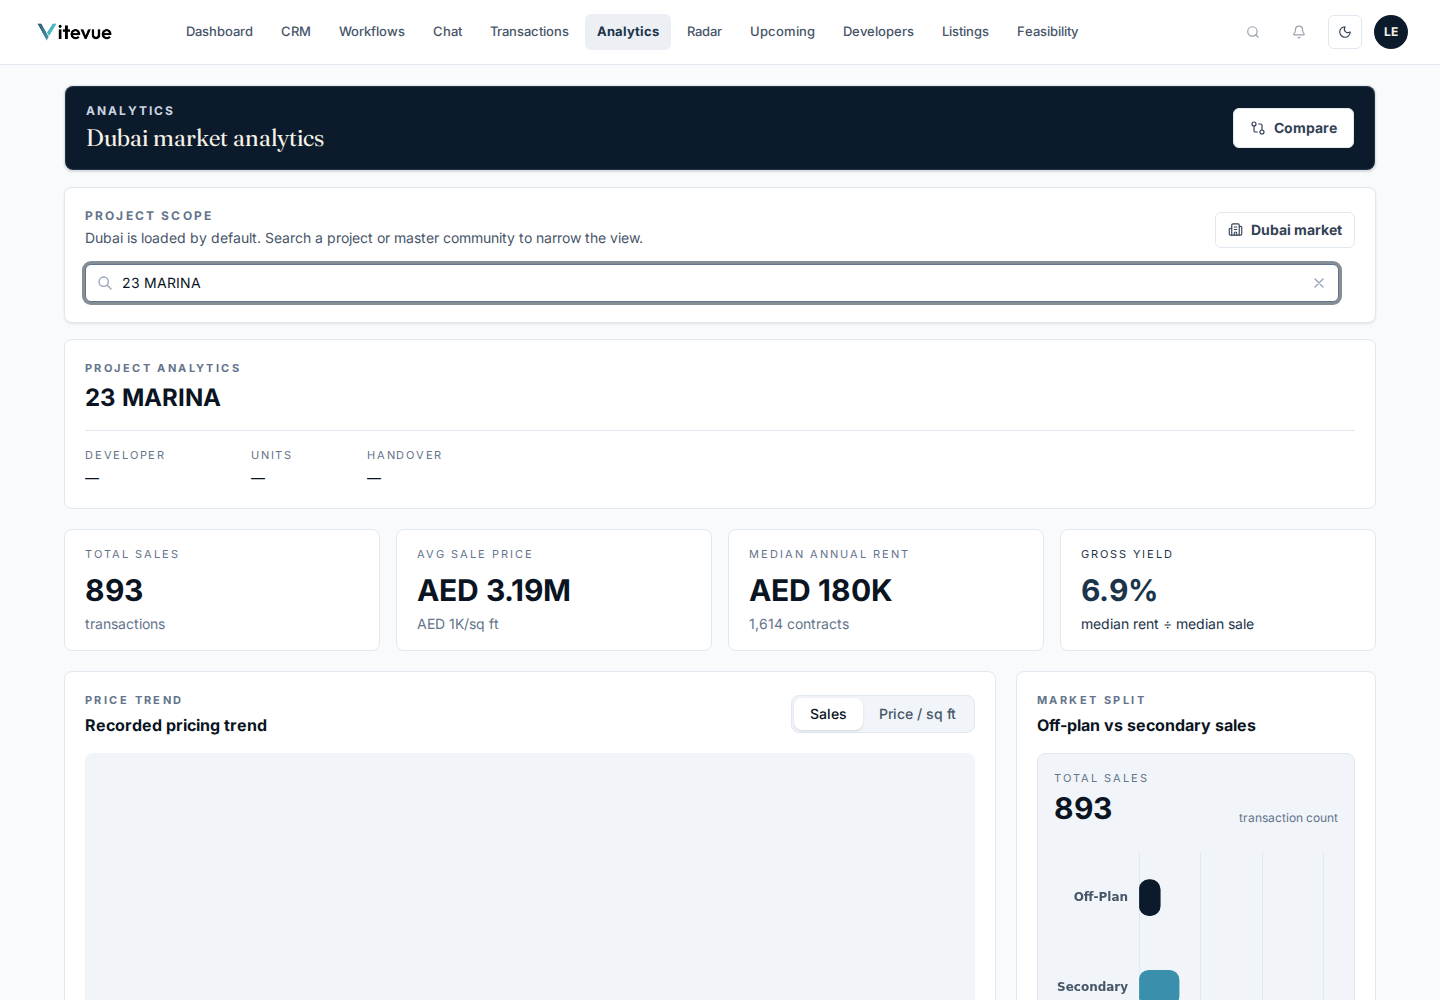 Vitevue
Dashboard CRM Workflows Chat Transactions Analytics Radar Upcoming Developers Listings Feasibility
LE
ANALYTICS
Dubai market analytics
Compare
PROJECT SCOPE
Dubai is loaded by default. Search a project or master community to narrow the view.
Dubai market
23 MARINA
PROJECT ANALYTICS
23 MARINA
DEVELOPER UNITS HANDOVER
— — —
TOTAL SALES
893
transactions
AVG SALE PRICE
AED 3.19M
AED 1K/sq ft
MEDIAN ANNUAL RENT
AED 180K
1,614 contracts
GROSS YIELD
6.9%
median rent ÷ median sale
PRICE TREND
Recorded pricing trend
Sales Price / sq ft
MARKET SPLIT
Off-plan vs secondary sales
TOTAL SALES
893
transaction count
Off-Plan
Secondary